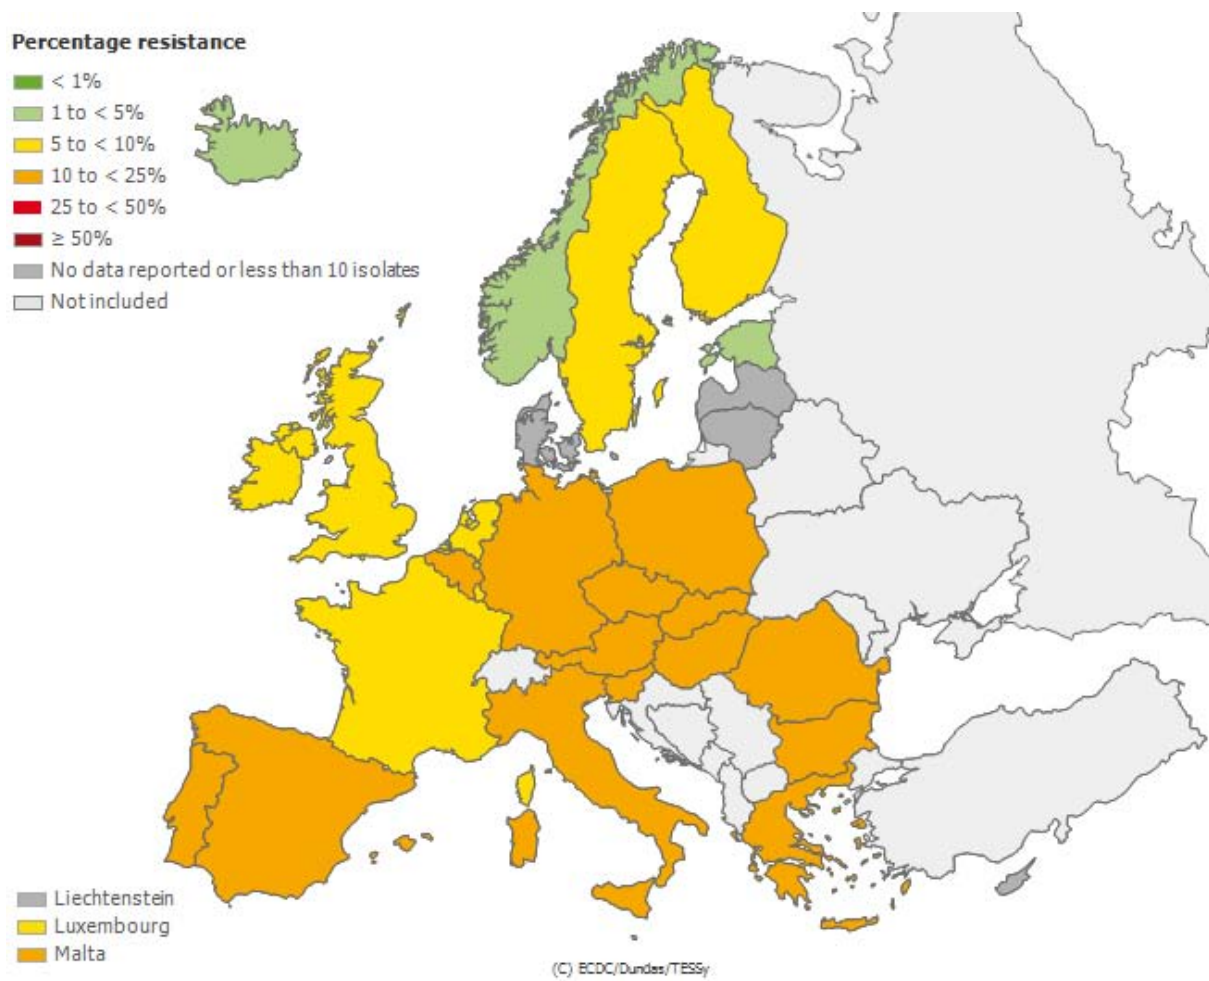 Percentage resistance
< 1%
1 to < 5%
5 to < 10%
10 to < 25%
25 to < 50%
≥ 50%
No data reported or less than 10 isolates
Not included
Liechtenstein
Luxembourg
Malta
(C) ECDC/Dundas/TESSy